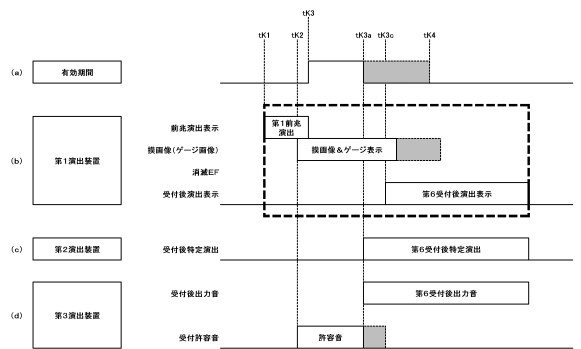 tK3
tK1 tK2 tK3a tK3c tK4
(a) 有効期間
(b) 第1演出装置
前兆演出表示 第1前兆演出
操画像(ゲージ画像) 操画像&ゲージ表示
消滅EF
受付後演出表示 第6受付後演出表示
(c) 第2演出装置 受付後特定演出 第6受付後特定演出
(d) 第3演出装置
受付後出力音 第6受付後出力音
受付許容音 許容音